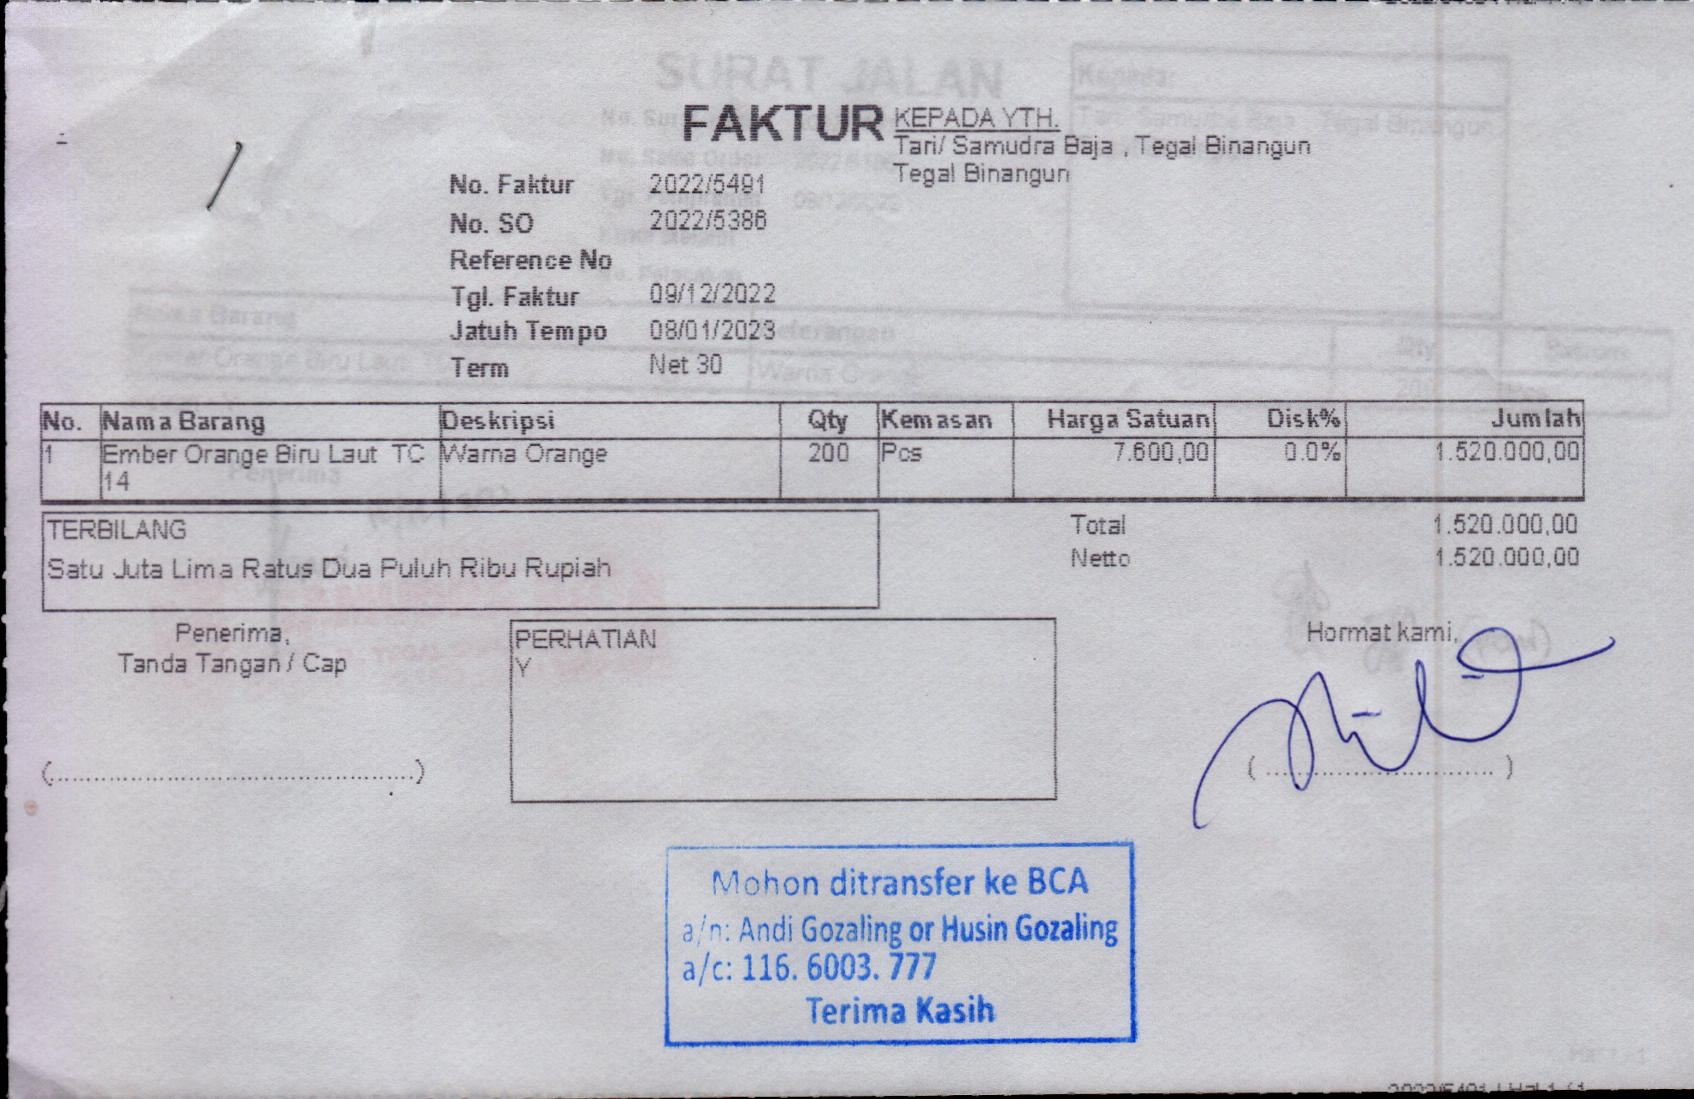 FAKTUR
KEPADA YTH.
Tari/ Samudra Baja , Tegal Binangun
Tegal Binangun
No. Faktur 2022/5491
No. SO 2022/5386
Reference No
Tgl. Faktur 09/12/2022
Jatuh Tempo 08/01/2023
Term Net 30
No. Nama Barang Deskripsi Qty Kemasan Harga Satuan Disk% Jumlah
1 Ember Orange Biru Laut TC Warna Orange 200 Pcs 7.600,00 0.0% 1.520.000,00
14
TERBILANG
Satu Juta Lima Ratus Dua Puluh Ribu Rupiah
Total 1.520.000,00
Netto 1.520.000,00
Penerima,
Tanda Tangan / Cap
PERHATIAN
Y
Hormat kami,
Mohon ditransfer ke BCA
a/n: Andi Gozaling or Husin Gozaling
a/c: 116. 6003. 777
Terima Kasih
2022/5491 / Hal 1 / 1